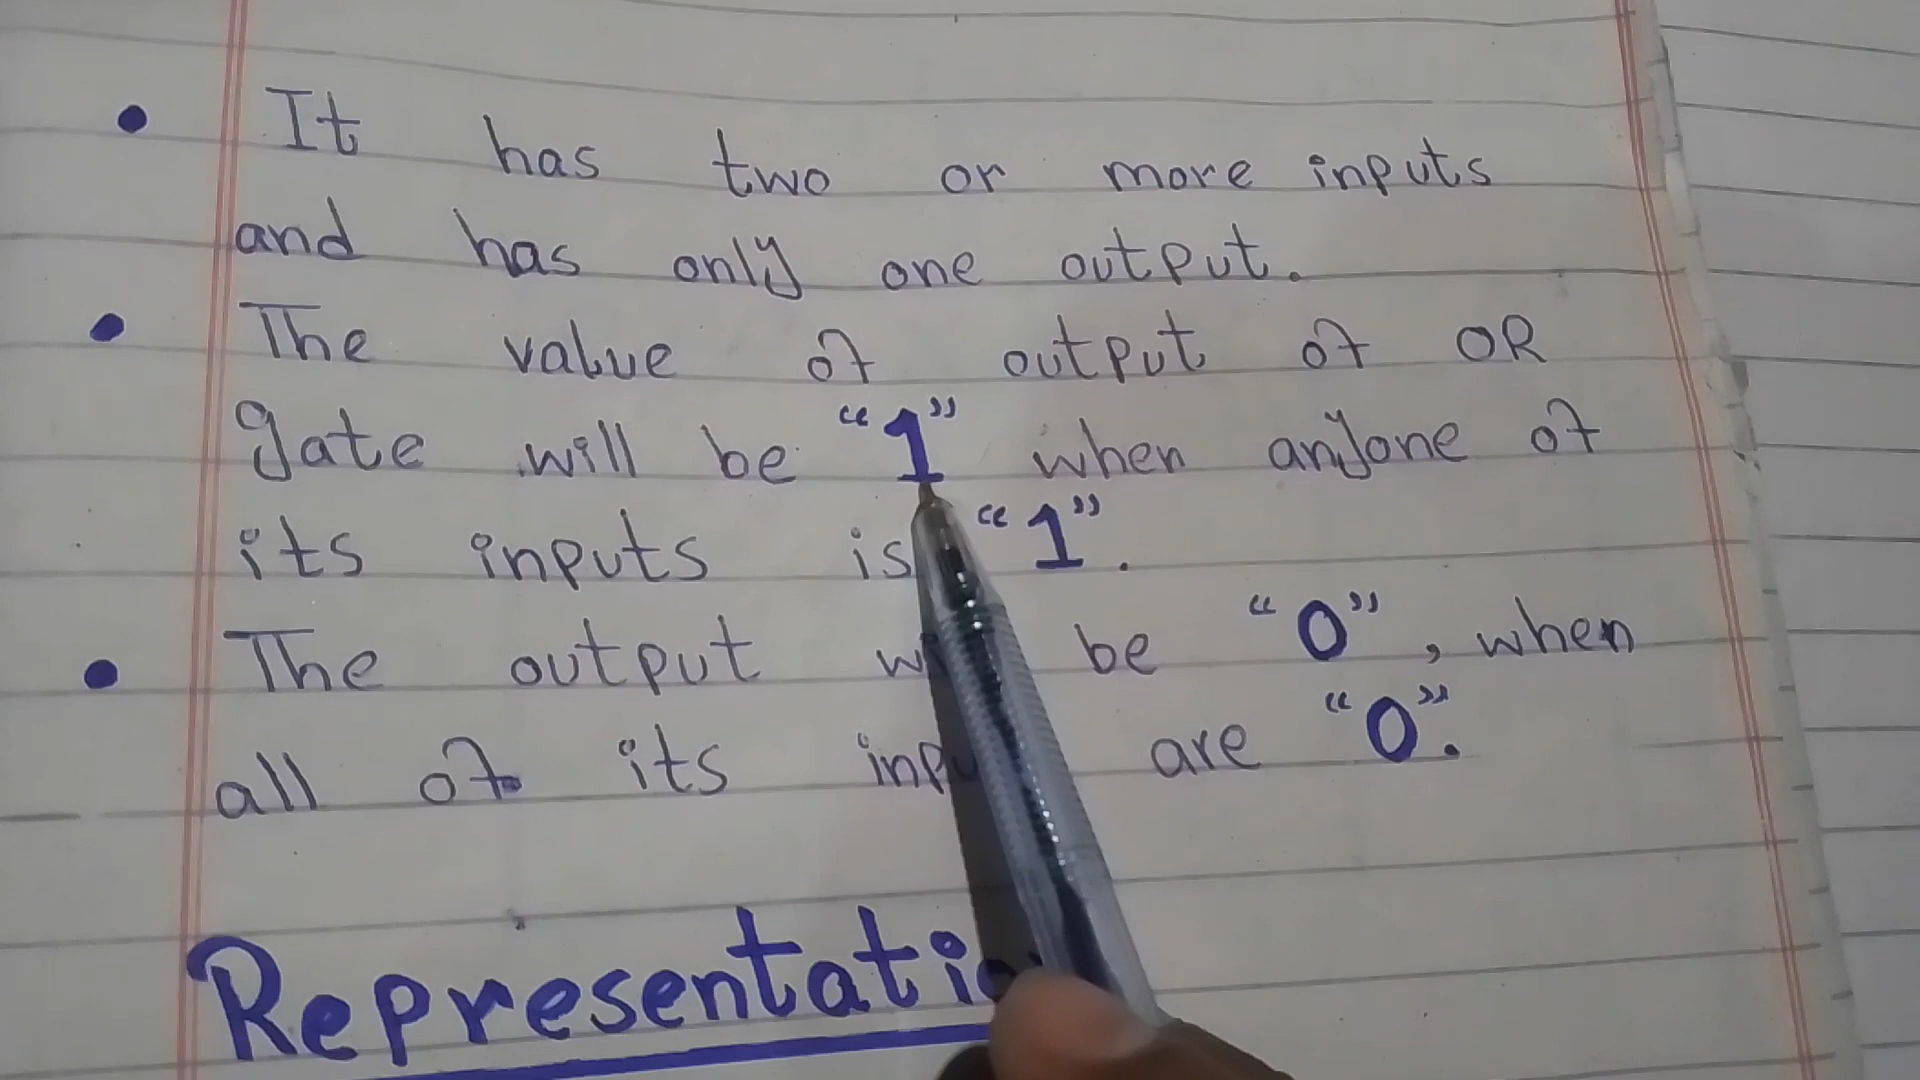 • It has two or more inputs
and has only one output.
• The value of output of OR
gate will be "1" when anyone of
its inputs is "1".
• The output be "0", when
all of its are "0".